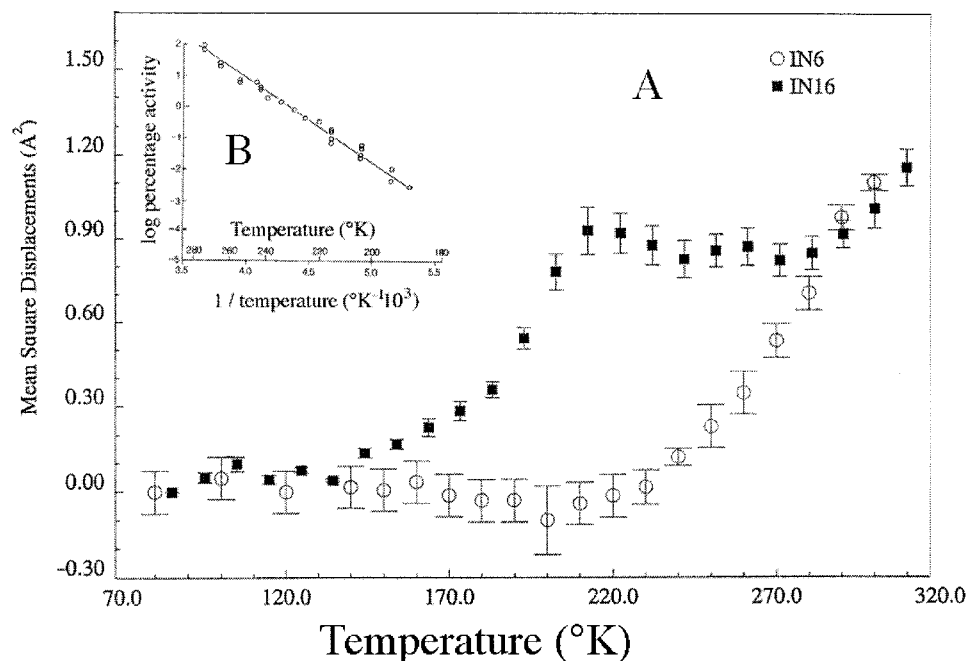 1.50
1.20
0.90
0.60
0.30
0.00
-0.30
Mean Square Displacements (A²)
70.0 120.0 170.0 220.0 270.0 320.0
Temperature (°K)
A
IN6
IN16
B
2
1
0
-1
-2
-3
-4
-5
log percentage activity
Temperature (°K)
280 260 240 220 200 180
3.5 4.0 4.5 5.0 5.5
1 / temperature (°K⁻¹10³)